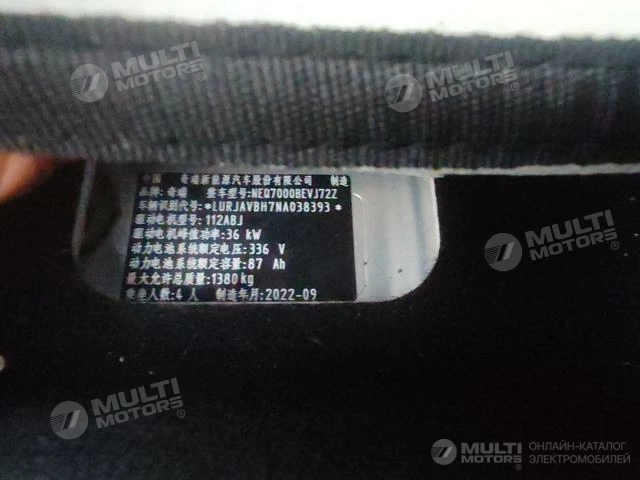 MULTI
MOTORS®
MULTI
MOTORS®
中国 奇瑞新能源汽车股份有限公司 制造
品牌: 奇瑞 整车型号:NEQ7000BEVJ72Z
车辆识别代号:*LURJAVBH7NA038393*
驱动电机型号:112ABJ
驱动电机峰值功率:36 kW
动力电池系统额定电压:336 V
动力电池系统额定容量:87 Ah
最大允许总质量:1380kg
乘坐人数:4 人 制造年月:2022-09
MULTI
MOTORS®
MULTI
MOTORS®
MULTI
MOTORS®
ОНЛАЙН-КАТАЛОГ
ЭЛЕКТРОМОБИЛЕЙ